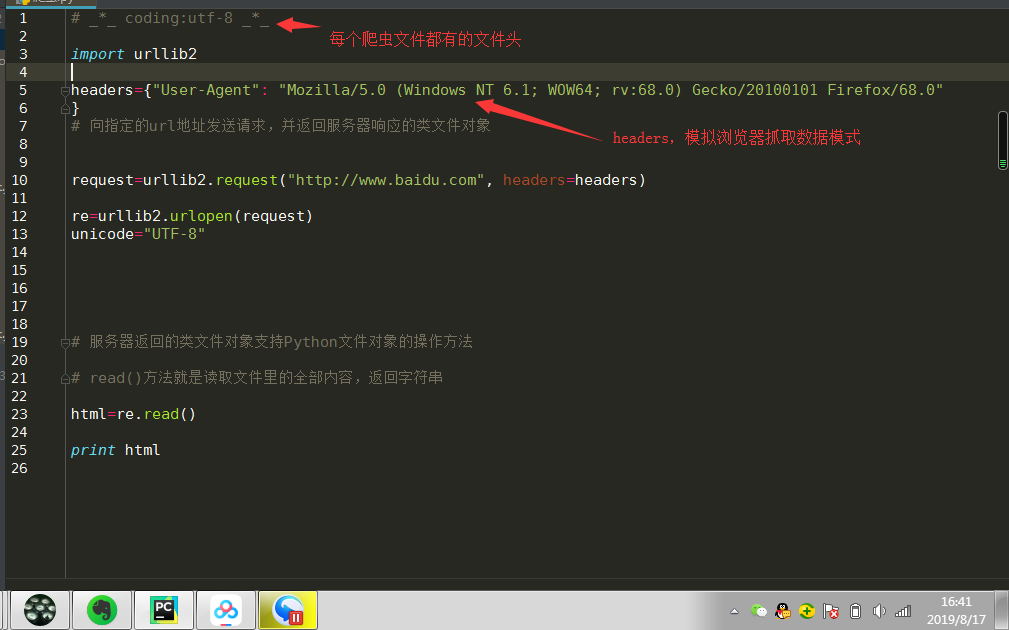 1 # _*_ coding:utf-8 _*_
每个爬虫文件都有的文件头
2
3 import urllib2
4
5 headers={"User-Agent": "Mozilla/5.0 (Windows NT 6.1; WOW64; rv:68.0) Gecko/20100101 Firefox/68.0"
6 }
7 # 向指定的url地址发送请求，并返回服务器响应的类文件对象
headers，模拟浏览器抓取数据模式
8
9
10 request=urllib2.request("http://www.baidu.com", headers=headers)
11
12 re=urllib2.urlopen(request)
13 unicode="UTF-8"
14
15
16
17
18
19 # 服务器返回的类文件对象支持Python文件对象的操作方法
20
21 # read()方法就是读取文件里的全部内容，返回字符串
22
23 html=re.read()
24
25 print html
26
PC
16:41
2019/8/17